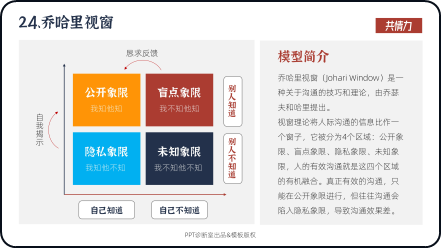 24.乔哈里视窗
共情力
恳求反馈
自我揭示
公开象限
我知他知
盲点象限
我不知他知
别人知道
隐私象限
我知他不知
未知象限
我不知他不知
别人不知道
自己知道
自己不知道
模型简介
乔哈里视窗（Johari Window）是一
种关于沟通的技巧和理论，由乔瑟
夫和哈里提出。
视窗理论将人际沟通的信息比作一
个窗子，它被分为4个区域：公开象
限、盲点象限、隐私象限、未知象
限，人的有效沟通就是这四个区域
的有机融合。真正有效的沟通，只
能在公开象限进行，但往往沟通会
陷入隐私象限，导致沟通效果差。
PPT诊断室出品&模板版权